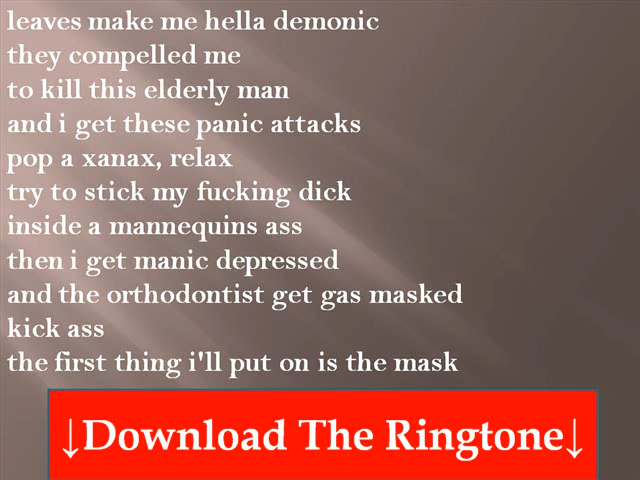 leaves make me hella demonic
they compelled me
to kill this elderly man
and i get these panic attacks
pop a xanax, relax
try to stick my fucking dick
inside a mannequins ass
then i get manic depressed
and the orthodontist get gas masked
kick ass
the first thing i'll put on is the mask
↓Download The Ringtone↓